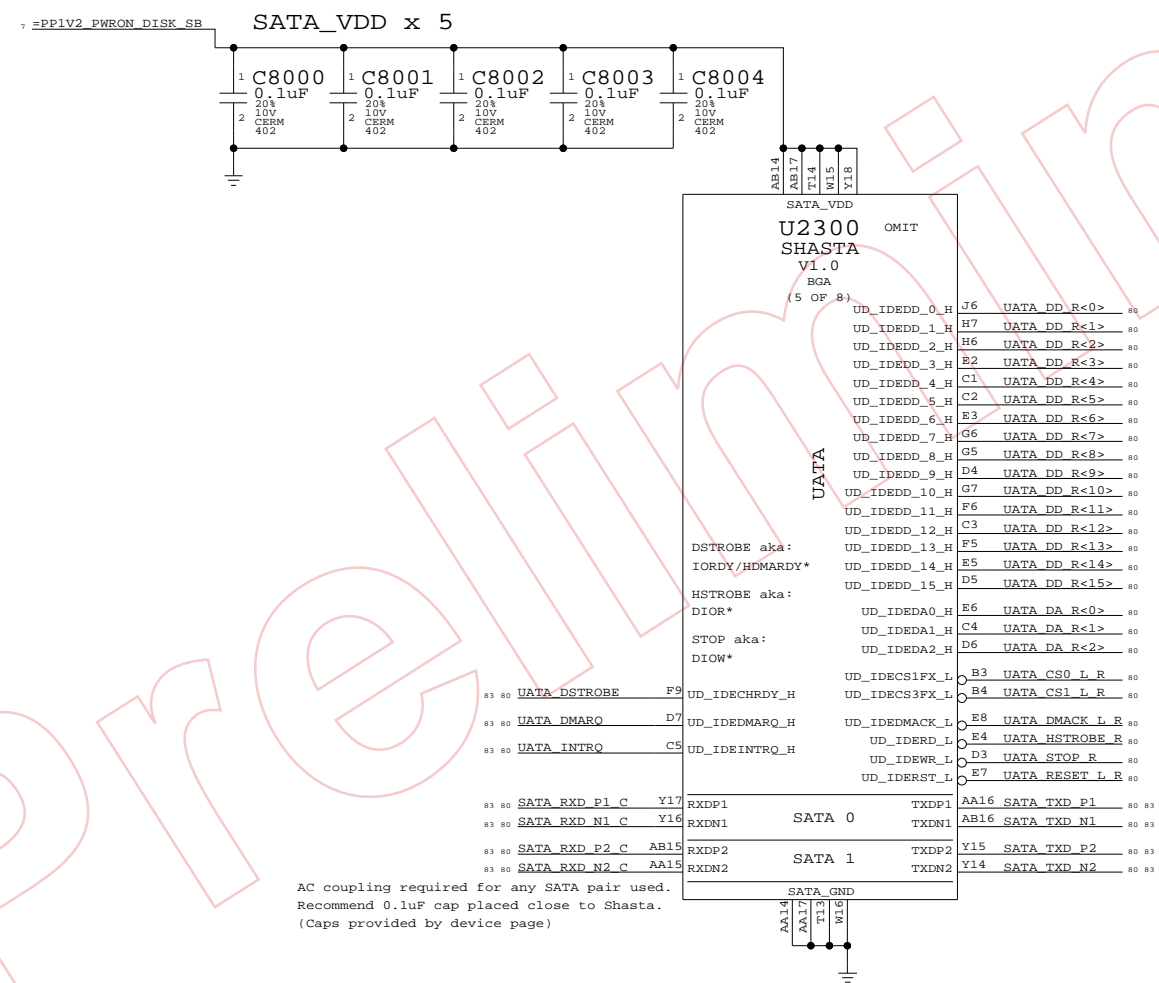 7 =PP1V2_PWRON_DISK_SB
SATA_VDD x 5
1 C8000
0.1uF
20%
10V
CERM
402
2
1 C8001
0.1uF
20%
10V
CERM
402
2
1 C8002
0.1uF
20%
10V
CERM
402
2
1 C8003
0.1uF
20%
10V
CERM
402
2
1 C8004
0.1uF
20%
10V
CERM
402
2
AB14
AB17
T14
W15
Y18
SATA_VDD
U2300 OMIT
SHASTA
V1.0
BGA
(5 OF 8)
UD_IDEDD_0_H J6 UATA_DD_R<0> 80
UD_IDEDD_1_H H7 UATA_DD_R<1> 80
UD_IDEDD_2_H H6 UATA_DD_R<2> 80
UD_IDEDD_3_H E2 UATA_DD_R<3> 80
UD_IDEDD_4_H C1 UATA_DD_R<4> 80
UD_IDEDD_5_H C2 UATA_DD_R<5> 80
UD_IDEDD_6_H E3 UATA_DD_R<6> 80
UD_IDEDD_7_H G6 UATA_DD_R<7> 80
UD_IDEDD_8_H G5 UATA_DD_R<8> 80
UD_IDEDD_9_H D4 UATA_DD_R<9> 80
UD_IDEDD_10_H G7 UATA_DD_R<10> 80
UD_IDEDD_11_H F6 UATA_DD_R<11> 80
UD_IDEDD_12_H C3 UATA_DD_R<12> 80
UD_IDEDD_13_H F5 UATA_DD_R<13> 80
UD_IDEDD_14_H E5 UATA_DD_R<14> 80
UD_IDEDD_15_H D5 UATA_DD_R<15> 80
UATA
DSTROBE aka:
IORDY/HDMARDY*
HSTROBE aka:
DIOR*
STOP aka:
DIOW*
UD_IDEDA0_H E6 UATA_DA_R<0> 80
UD_IDEDA1_H C4 UATA_DA_R<1> 80
UD_IDEDA2_H D6 UATA_DA_R<2> 80
UD_IDECS1FX_L B3 UATA_CS0_L_R 80
UD_IDECS3FX_L B4 UATA_CS1_L_R 80
UD_IDEDMACK_L E8 UATA_DMACK_L_R 80
UD_IDERD_L E4 UATA_HSTROBE_R 80
UD_IDEWR_L D3 UATA_STOP_R 80
UD_IDERST_L E7 UATA_RESET_L_R 80
83 80 UATA_DSTROBE F9 UD_IDECHRDY_H
83 80 UATA_DMARQ D7 UD_IDEDMARQ_H
83 80 UATA_INTRQ C5 UD_IDEINTRQ_H
83 80 SATA_RXD_P1_C Y17 RXDP1 TXDP1 AA16 SATA_TXD_P1 80 83
SATA 0
83 80 SATA_RXD_N1_C Y16 RXDN1 TXDN1 AB16 SATA_TXD_N1 80 83
83 80 SATA_RXD_P2_C AB15 RXDP2 TXDP2 Y15 SATA_TXD_P2 80 83
SATA 1
83 80 SATA_RXD_N2_C AA15 RXDN2 TXDN2 Y14 SATA_TXD_N2 80 83
SATA_GND
AA14
AA17
T13
W16
AC coupling required for any SATA pair used.
Recommend 0.1uF cap placed close to Shasta.
(Caps provided by device page)
Prelimin